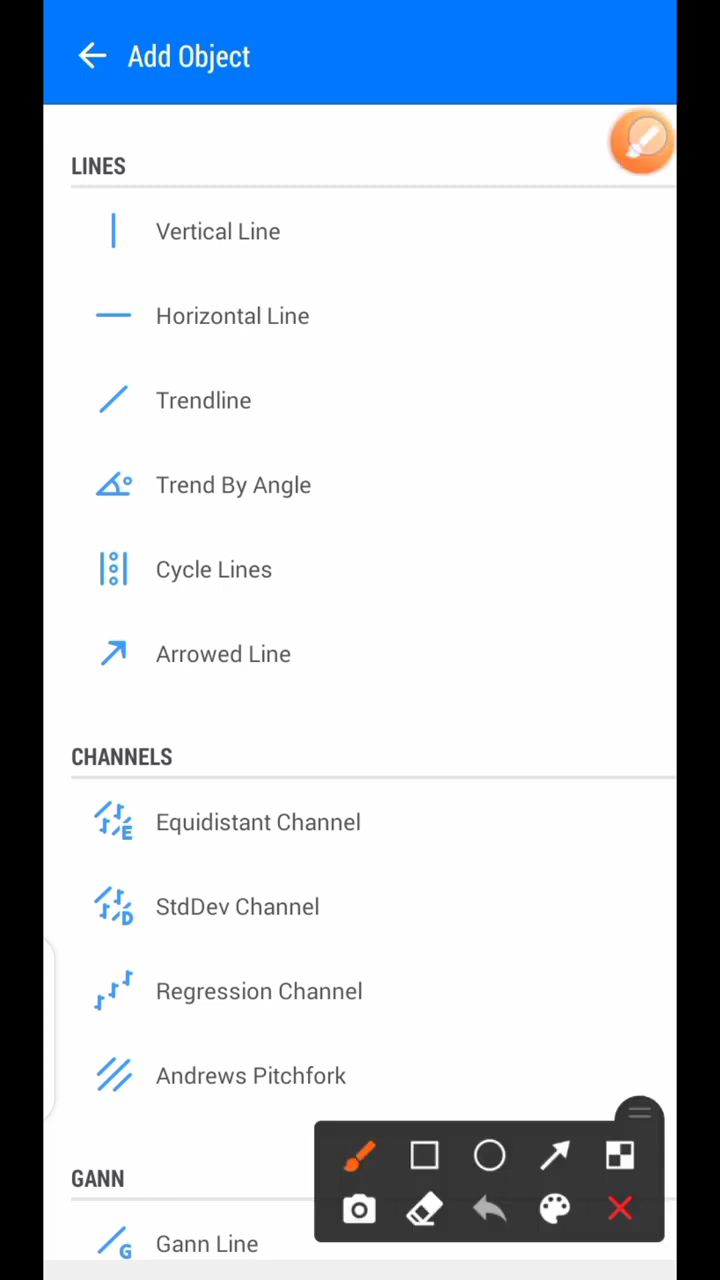 Add Object
LINES
Vertical Line
Horizontal Line
Trendline
Trend By Angle
Cycle Lines
Arrowed Line
CHANNELS
Equidistant Channel
StdDev Channel
Regression Channel
Andrews Pitchfork
GANN
Gann Line